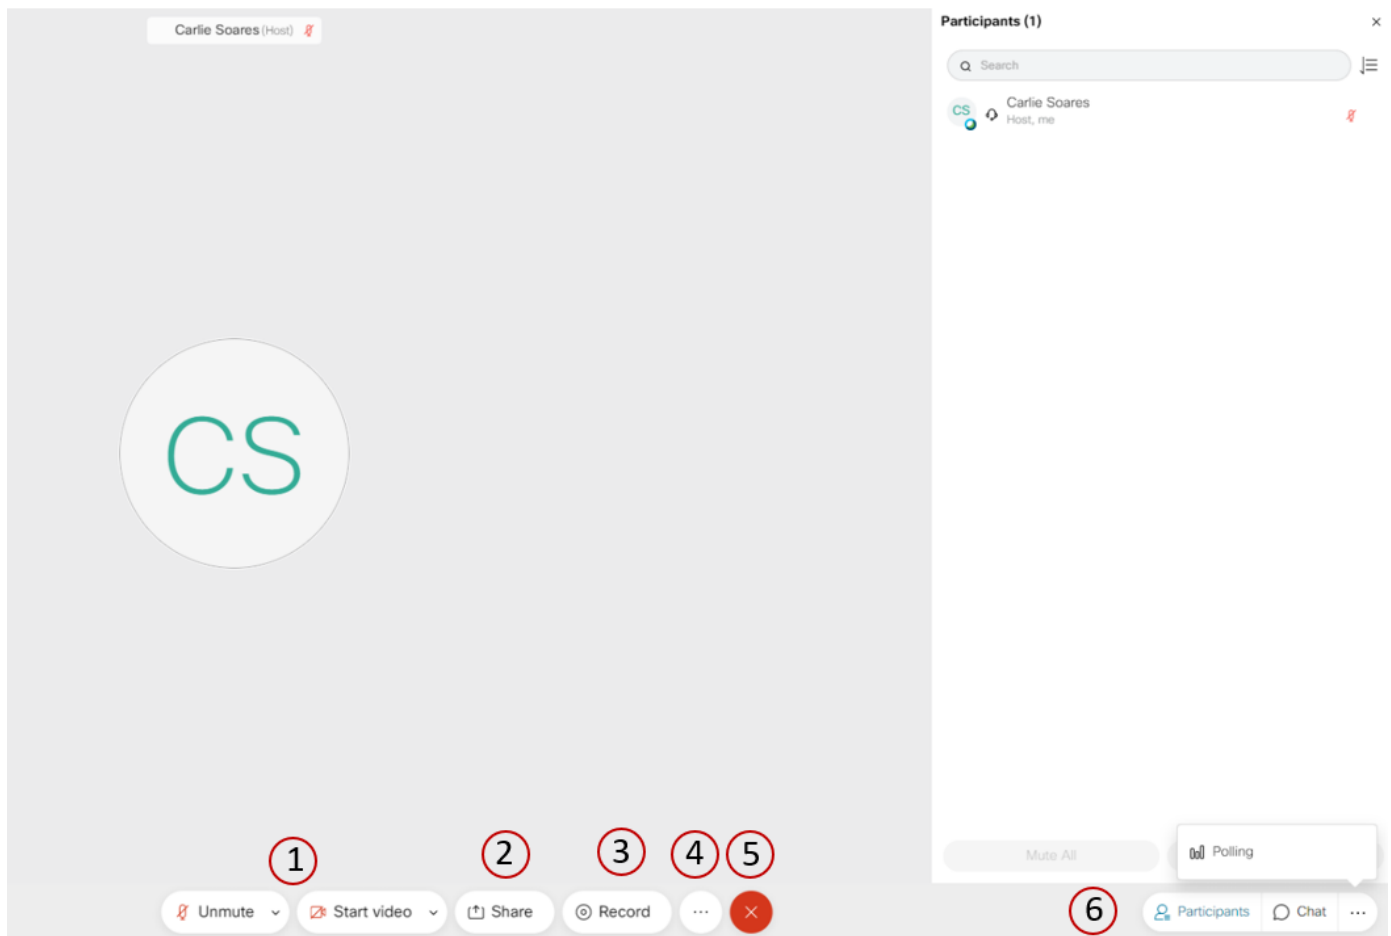 Carlie Soares (Host)
Participants (1)
Search
CS
Carlie Soares
Host, me
CS
Mute All
Polling
1
2
3
4
5
6
Unmute
Start video
Share
Record
Participants
Chat